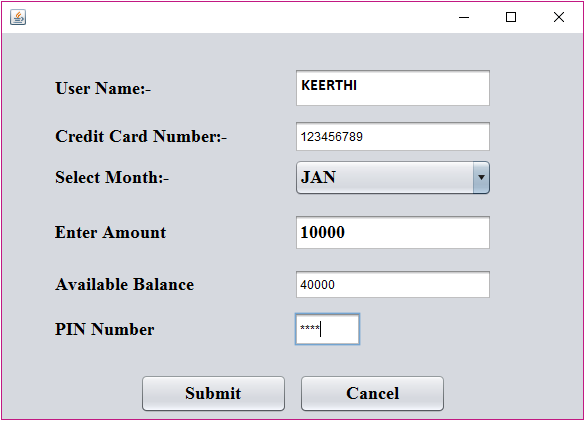 User Name:- KEERTHI
Credit Card Number:- 123456789
Select Month:- JAN
Enter Amount 10000
Available Balance 40000
PIN Number ****
Submit Cancel